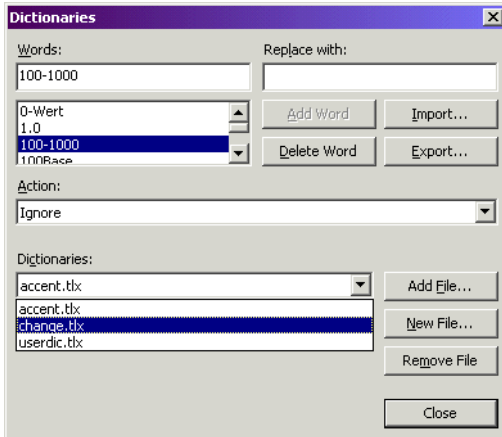 Dictionaries
Words:
Replace with:
100-1000
0-Wert
1.0
100-1000
100Base
Add Word
Import...
Delete Word
Export...
Action:
Ignore
Dictionaries:
accent.tlx
Add File...
accent.tlx
change.tlx
userdic.tlx
New File...
Remove File
Close